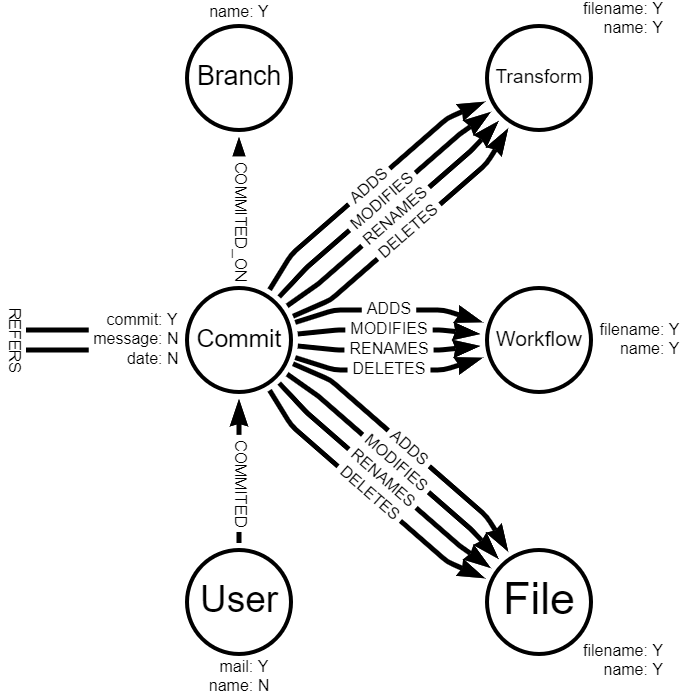 name: Y
Branch
filename: Y
name: Y
Transform
COMMITED_ON
ADDS
MODIFIES
RENAMES
DELETES
REFERS
commit: Y
message: N
date: N
Commit
ADDS
MODIFIES
RENAMES
DELETES
Workflow
filename: Y
name: Y
ADDS
MODIFIES
RENAMES
DELETES
COMMITED
User
mail: Y
name: N
File
filename: Y
name: Y